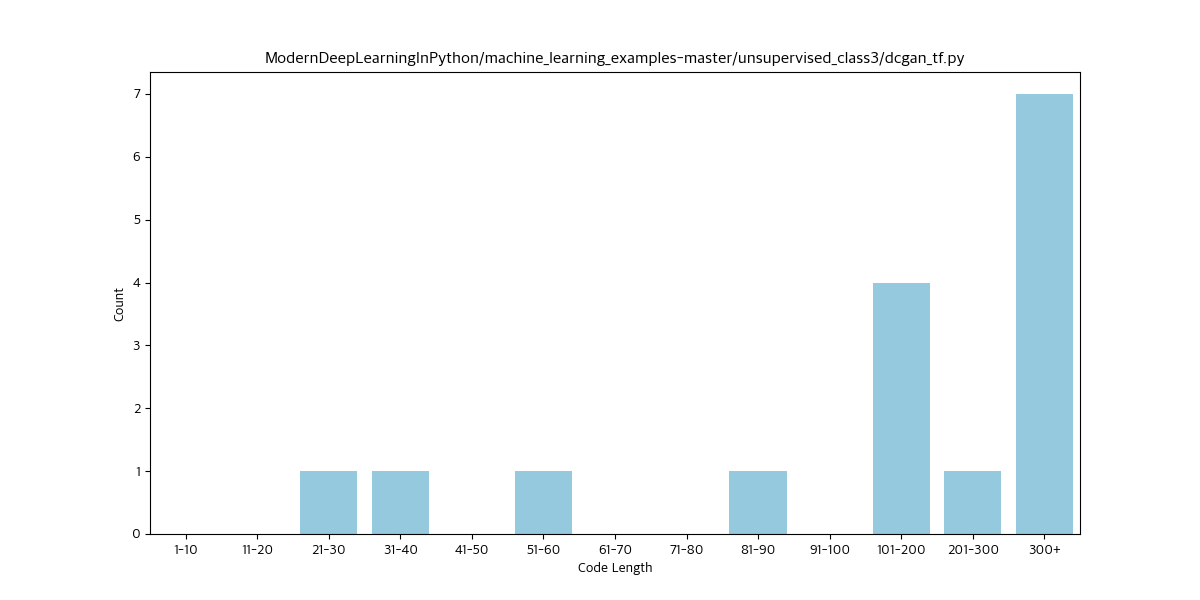 ModernDeepLearningInPython/machine_learning_examples-master/unsupervised_class3/dcgan_tf.py
7
6
5
4
3
2
1
0
Count
1-10 11-20 21-30 31-40 41-50 51-60 61-70 71-80 81-90 91-100 101-200 201-300 300+
Code Length